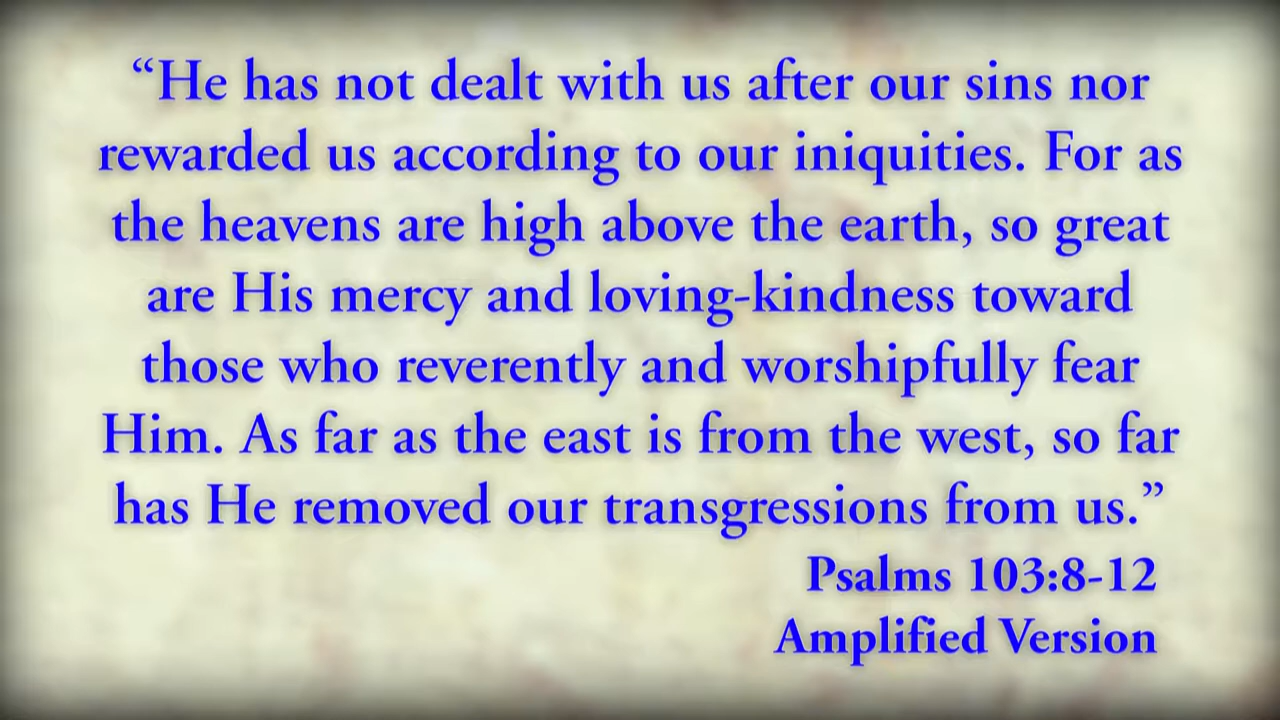 “He has not dealt with us after our sins nor
rewarded us according to our iniquities. For as
the heavens are high above the earth, so great
are His mercy and loving-kindness toward
those who reverently and worshipfully fear
Him. As far as the east is from the west, so far
has He removed our transgressions from us.”
Psalms 103:8-12
Amplified Version